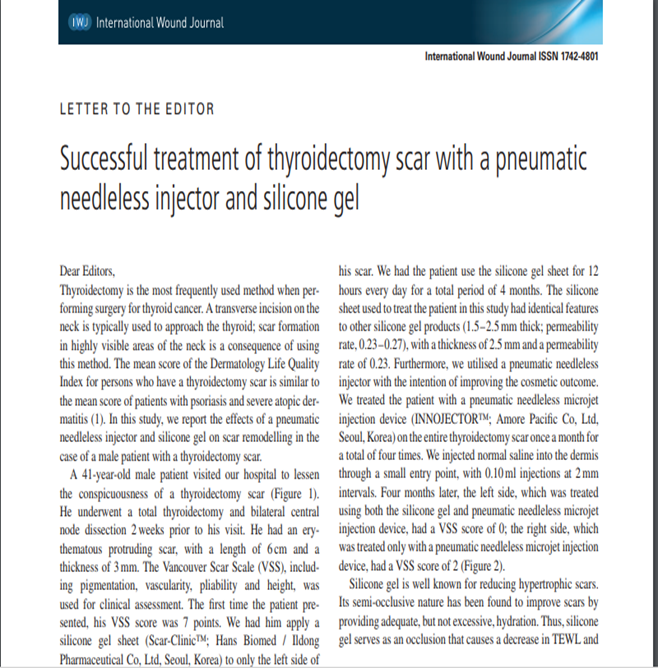 IWJ International Wound Journal
International Wound Journal ISSN 1742-4801
LETTER TO THE EDITOR
Successful treatment of thyroidectomy scar with a pneumatic
needleless injector and silicone gel
Dear Editors,
Thyroidectomy is the most frequently used method when per-
forming surgery for thyroid cancer. A transverse incision on the
neck is typically used to approach the thyroid; scar formation
in highly visible areas of the neck is a consequence of using
this method. The mean score of the Dermatology Life Quality
Index for persons who have a thyroidectomy scar is similar to
the mean score of patients with psoriasis and severe atopic der-
matitis (1). In this study, we report the effects of a pneumatic
needleless injector and silicone gel on scar remodelling in the
case of a male patient with a thyroidectomy scar.
A 41-year-old male patient visited our hospital to lessen
the conspicuousness of a thyroidectomy scar (Figure 1).
He underwent a total thyroidectomy and bilateral central
node dissection 2 weeks prior to his visit. He had an ery-
thematous protruding scar, with a length of 6 cm and a
thickness of 3 mm. The Vancouver Scar Scale (VSS), includ-
ing pigmentation, vascularity, pliability and height, was
used for clinical assessment. The first time the patient pre-
sented, his VSS score was 7 points. We had him apply a
silicone gel sheet (Scar-Clinic™; Hans Biomed / Ildong
Pharmaceutical Co, Ltd, Seoul, Korea) to only the left side of
his scar. We had the patient use the silicone gel sheet for 12
hours every day for a total period of 4 months. The silicone
sheet used to treat the patient in this study had identical features
to other silicone gel products (1.5–2.5 mm thick; permeability
rate, 0.23–0.27), with a thickness of 2.5 mm and a permeability
rate of 0.23. Furthermore, we utilised a pneumatic needleless
injector with the intention of improving the cosmetic outcome.
We treated the patient with a pneumatic needleless microjet
injection device (INNOJECTOR™; Amore Pacific Co, Ltd,
Seoul, Korea) on the entire thyroidectomy scar once a month for
a total of four times. We injected normal saline into the dermis
through a small entry point, with 0.10 ml injections at 2 mm
intervals. Four months later, the left side, which was treated
using both the silicone gel and pneumatic needleless microjet
injection device, had a VSS score of 0; the right side, which
was treated only with a pneumatic needleless microjet injection
device, had a VSS score of 2 (Figure 2).
Silicone gel is well known for reducing hypertrophic scars.
Its semi-occlusive nature has been found to improve scars by
providing adequate, but not excessive, hydration. Thus, silicone
gel serves as an occlusion that causes a decrease in TEWL and